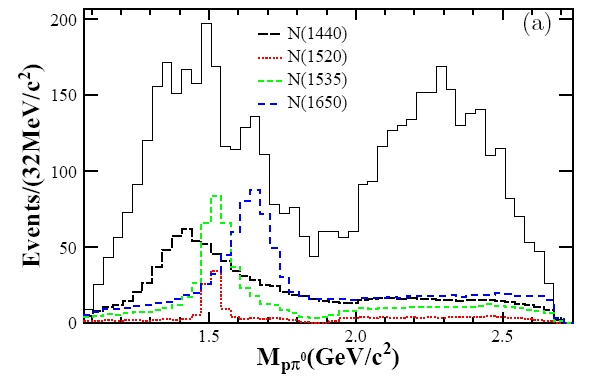 (a)
N(1440)
N(1520)
N(1535)
N(1650)
200
150
100
50
0
Events/(32MeV/c²)
1.5 2.0 2.5
M_{pπ⁰}(GeV/c²)